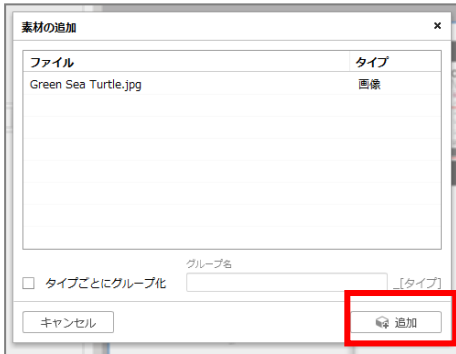 素材の追加 ×
ファイル タイプ
Green Sea Turtle.jpg 画像
グループ名
タイプごとにグループ化 _[タイプ]
キャンセル 追加